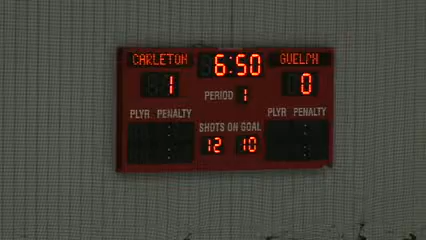 CARLETON 6:50 GUELPH
1 PERIOD 1 0
PLYR PENALTY PLYR PENALTY
SHOTS ON GOAL
12 10